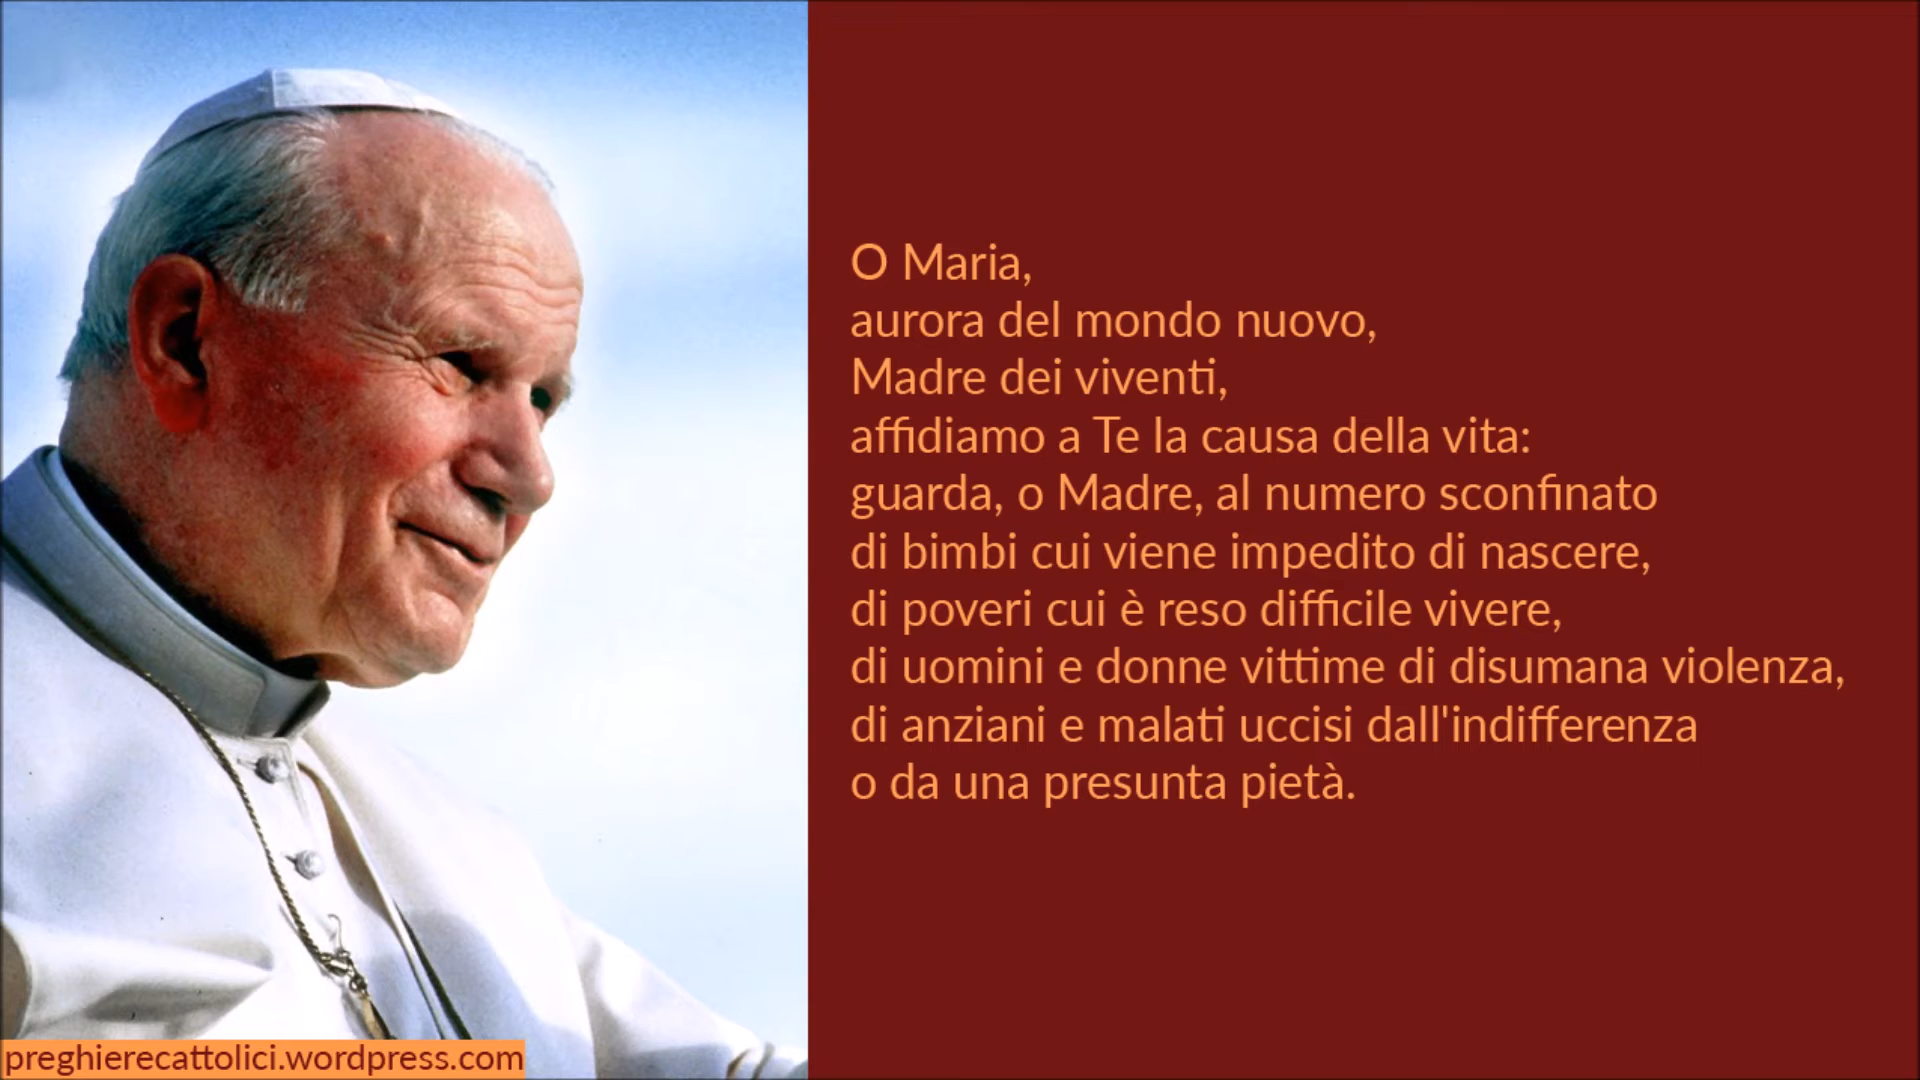 O Maria,
aurora del mondo nuovo,
Madre dei viventi,
affidiamo a Te la causa della vita:
guarda, o Madre, al numero sconfinato
di bimbi cui viene impedito di nascere,
di poveri cui è reso difficile vivere,
di uomini e donne vittime di disumana violenza,
di anziani e malati uccisi dall'indifferenza
o da una presunta pietà.
preghierecattolici.wordpress.com